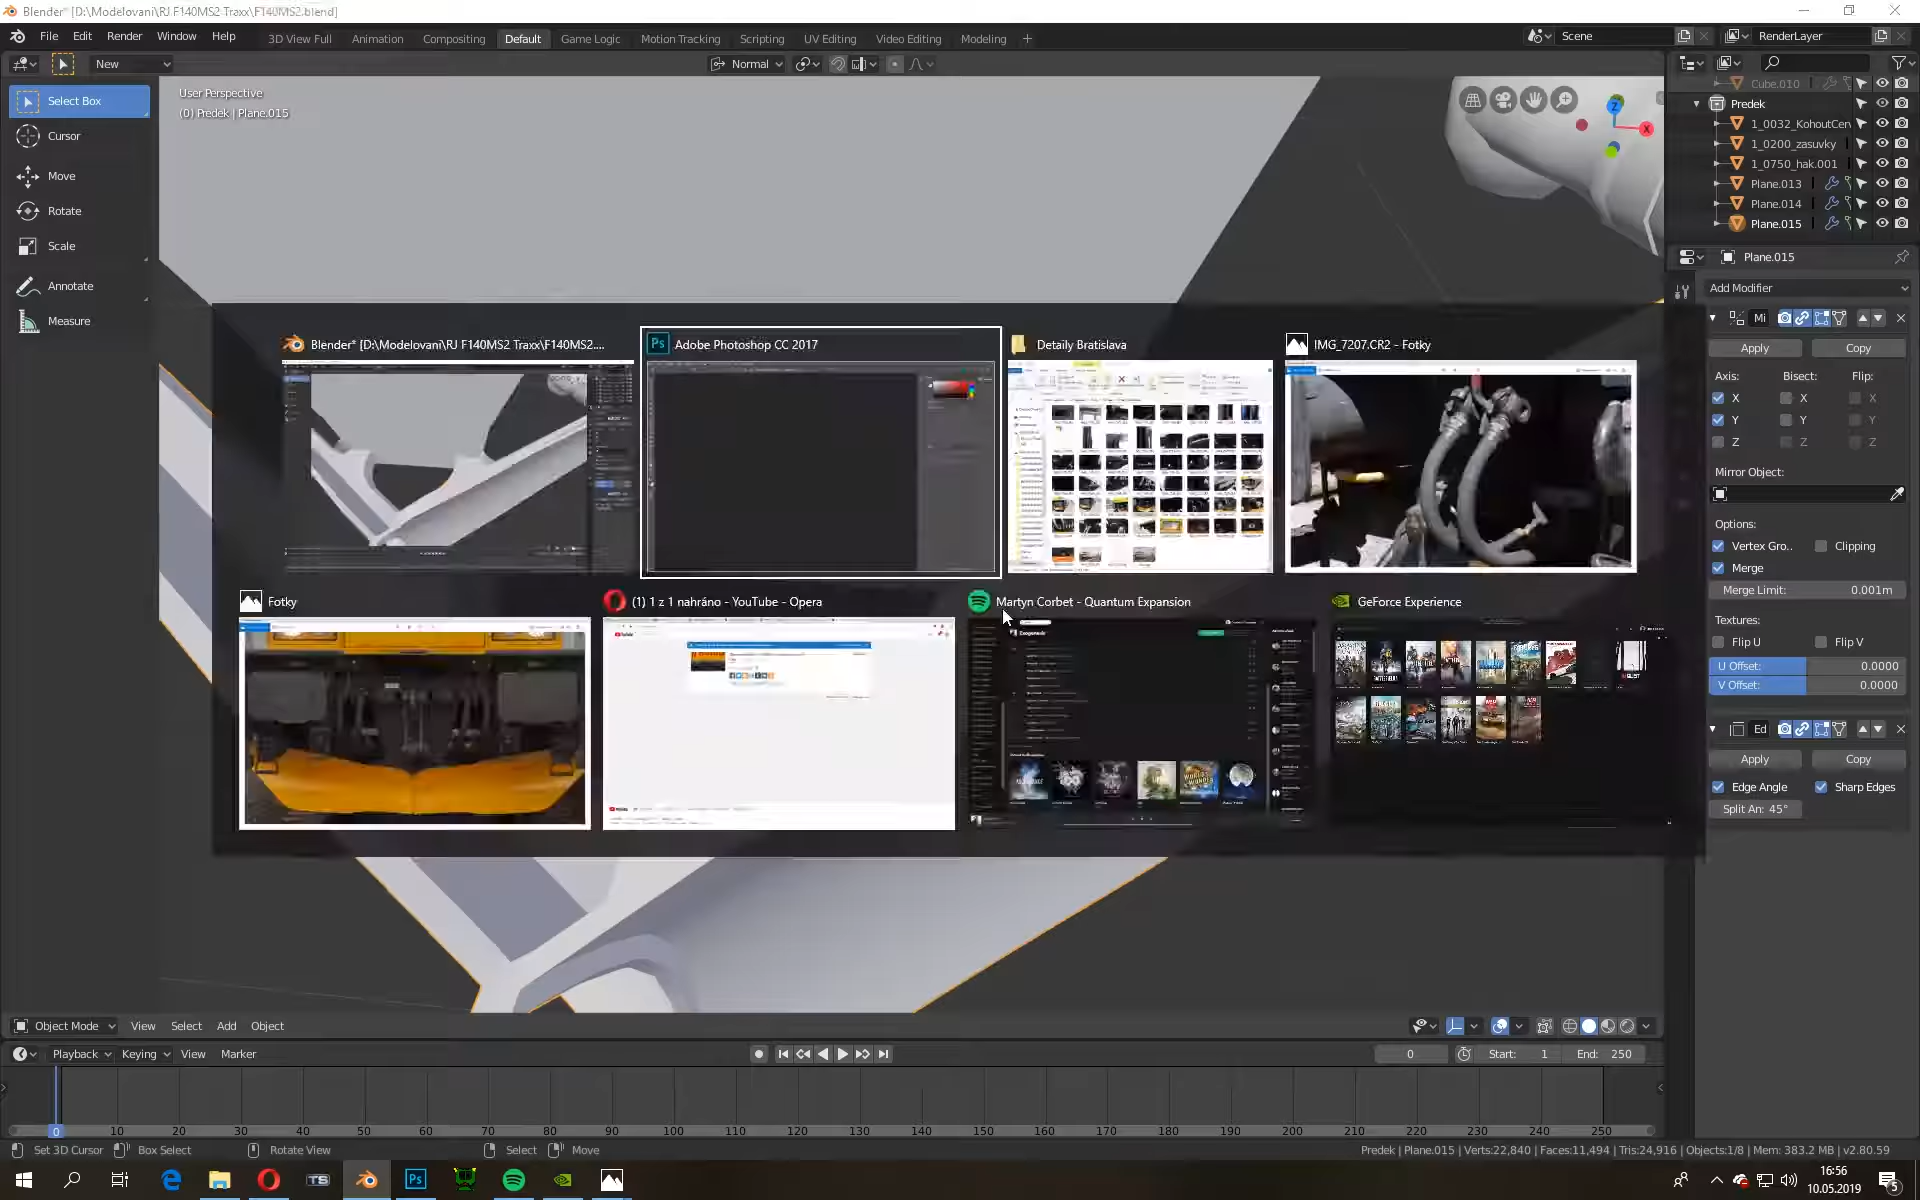 Blender* [D:\Modelovani\RJ F140MS2 Traxx\F140MS2.blend]
File Edit Render Window Help
3D View Full Animation Compositing Default Game Logic Motion Tracking Scripting UV Editing Video Editing Modeling +
Scene RenderLayer
New Normal
Select Box
Cursor
Move
Rotate
Scale
Annotate
Measure
User Perspective
(0) Predek | Plane.015
Z X
Cube.010
Predek
1_0032_KohoutCerv
1_0200_zasuvky
1_0750_hak.001
Plane.013
Plane.014
Plane.015
Plane.015
Add Modifier
Mi
Apply Copy
Axis: Bisect: Flip:
X X X
Y Y Y
Z Z Z
Mirror Object:
Options:
Vertex Gro.. Clipping
Merge
Merge Limit: 0.001m
Textures:
Flip U Flip V
U Offset: 0.0000
V Offset: 0.0000
Ed
Apply Copy
Edge Angle Sharp Edges
Split An: 45°
Blender* [D:\Modelovani\RJ F140MS2 Traxx\F140MS2....
Ps Adobe Photoshop CC 2017
Detaily Bratislava
IMG_7207.CR2 - Fotky
Fotky
(1) 1 z 1 nahráno - YouTube - Opera
Martyn Corbet - Quantum Expansion
GeForce Experience
Object Mode View Select Add Object
Playback Keying View Marker
0 Start: 1 End: 250
0 10 20 30 40 50 60 70 80 90 100 110 120 130 140 150 160 170 180 190 200 210 220 230 240 250
Set 3D Cursor Box Select Rotate View Select Move
Predek | Plane.015 | Verts:22,840 | Faces:11,494 | Tris:24,916 | Objects:1/8 | Mem: 383.2 MB | v2.80.59
TS Ps
16:56
10.05.2019
5